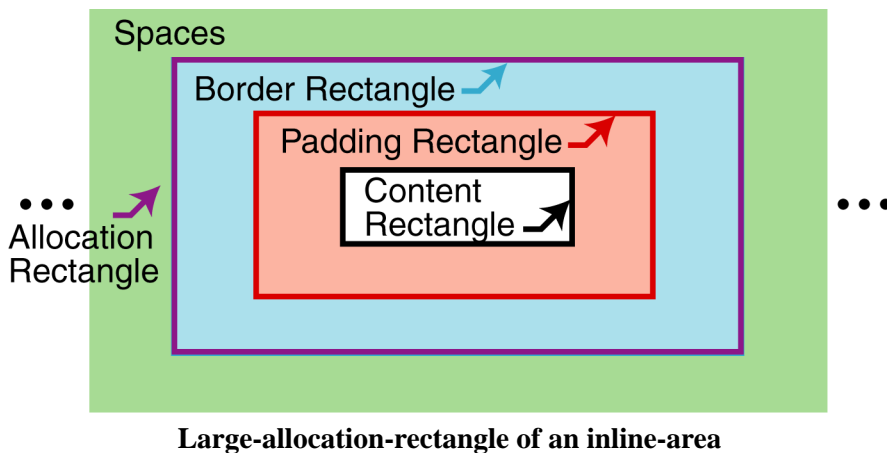 Spaces
Border Rectangle
Padding Rectangle
Content
Rectangle
Allocation
Rectangle
Large-allocation-rectangle of an inline-area